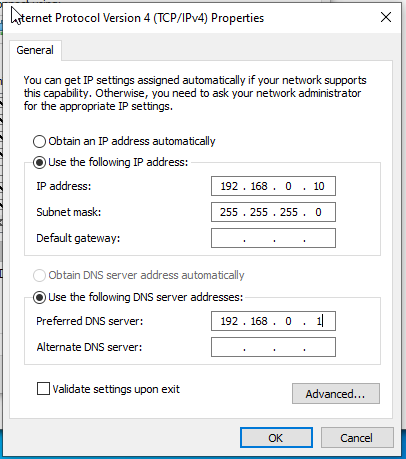 Internet Protocol Version 4 (TCP/IPv4) Properties
General
You can get IP settings assigned automatically if your network supports
this capability. Otherwise, you need to ask your network administrator
for the appropriate IP settings.
Obtain an IP address automatically
Use the following IP address:
IP address: 192 . 168 . 0 . 10
Subnet mask: 255 . 255 . 255 . 0
Default gateway: . . .
Obtain DNS server address automatically
Use the following DNS server addresses:
Preferred DNS server: 192 . 168 . 0 . 1
Alternate DNS server: . . .
Validate settings upon exit
Advanced...
OK Cancel